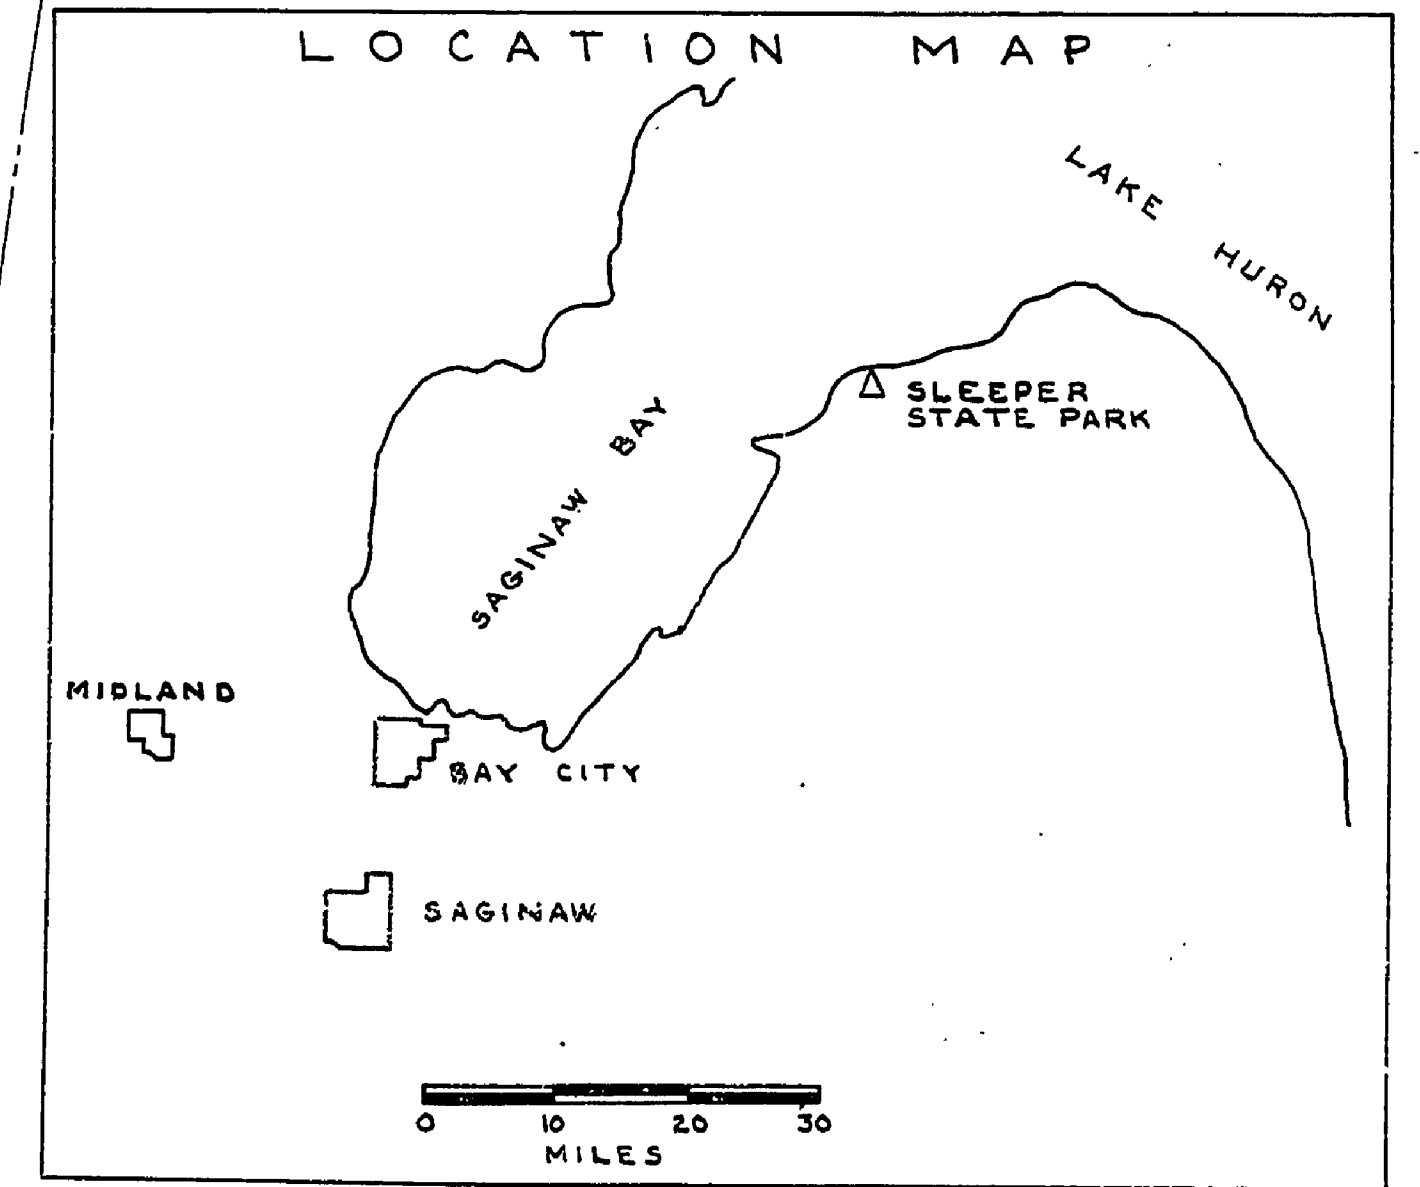 LOCATION MAP
LAKE HURON
SLEEPER
STATE PARK
SAGINAW BAY
MIDLAND
BAY CITY
SAGINAW
0 10 20 30
MILES